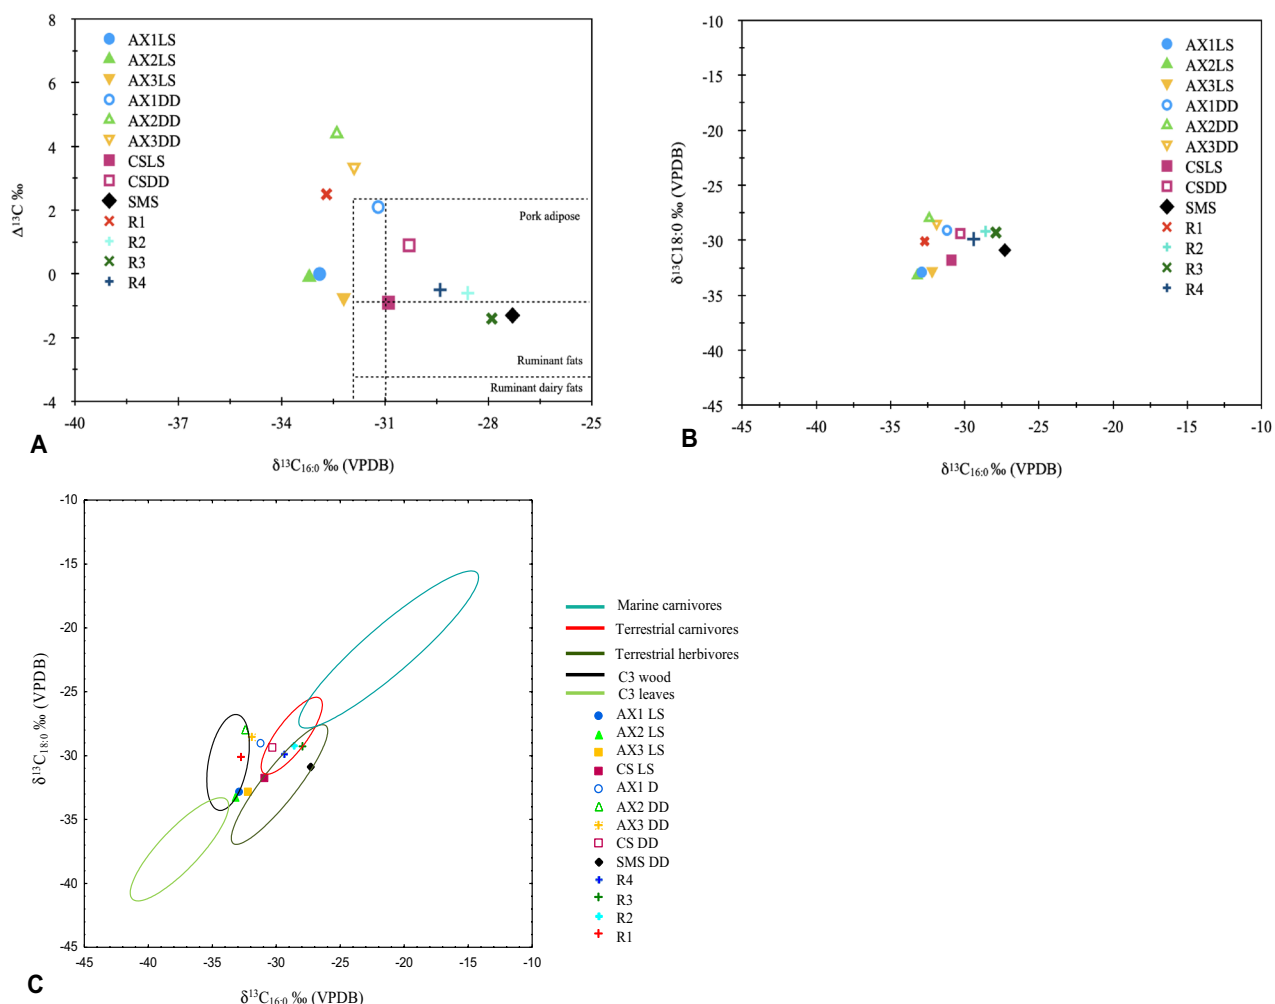 8
6
4
2
0
-2
-4
Δ¹³C ‰
AX1LS
AX2LS
AX3LS
AX1DD
AX2DD
AX3DD
CSLS
CSDD
SMS
R1
R2
R3
R4
Pork adipose
Ruminant fats
Ruminant dairy fats
-40 -37 -34 -31 -28 -27 -25
δ¹³C₁₆:₀ ‰ (VPDB)
A
-10
-15
-20
-25
-30
-35
-40
-45
δ¹³C18:0 ‰ (VPDB)
AX1LS
AX2LS
AX3LS
AX1DD
AX2DD
AX3DD
CSLS
CSDD
SMS
R1
R2
R3
R4
-45 -40 -35 -30 -25 -20 -15 -10
δ¹³C₁₆:₀ ‰ (VPDB)
B
-10
-15
-20
-25
-30
-35
-40
-45
δ¹³C₁₈:₀ ‰ (VPDB)
-45 -40 -35 -30 -25 -20 -15 -10
δ¹³C₁₆:₀ ‰ (VPDB)
C
Marine carnivores
Terrestrial carnivores
Terrestrial herbivores
C3 wood
C3 leaves
AX1 LS
AX2 LS
AX3 LS
CS LS
AX1 D
AX2 DD
AX3 DD
CS DD
SMS DD
R4
R3
R2
R1